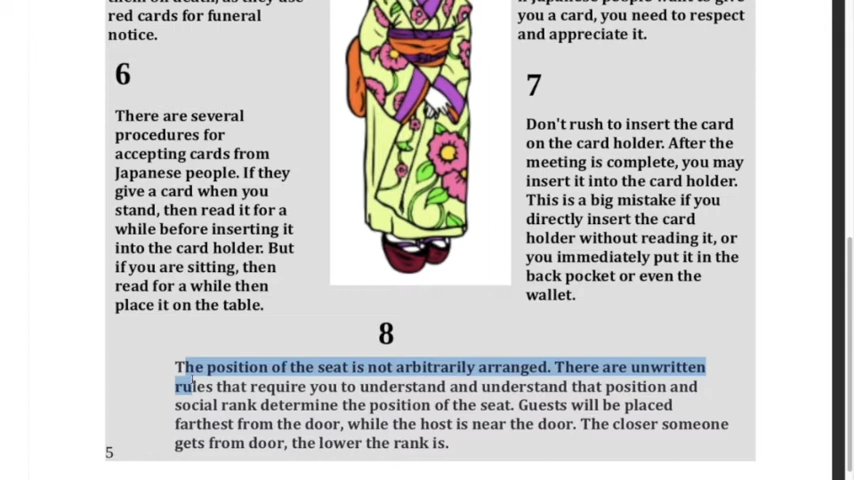 them on death, as they use
red cards for funeral
notice.
if Japanese people want to give
you a card, you need to respect
and appreciate it.
6
There are several
procedures for
accepting cards from
Japanese people. If they
give a card when you
stand, then read it for a
while before inserting it
into the card holder. But
if you are sitting, then
read for a while then
place it on the table.
7
Don't rush to insert the card
on the card holder. After the
meeting is complete, you may
insert it into the card holder.
This is a big mistake if you
directly insert the card
holder without reading it, or
you immediately put it in the
back pocket or even the
wallet.
8
The position of the seat is not arbitrarily arranged. There are unwritten
rules that require you to understand and understand that position and
social rank determine the position of the seat. Guests will be placed
farthest from the door, while the host is near the door. The closer someone
gets from door, the lower the rank is.
5